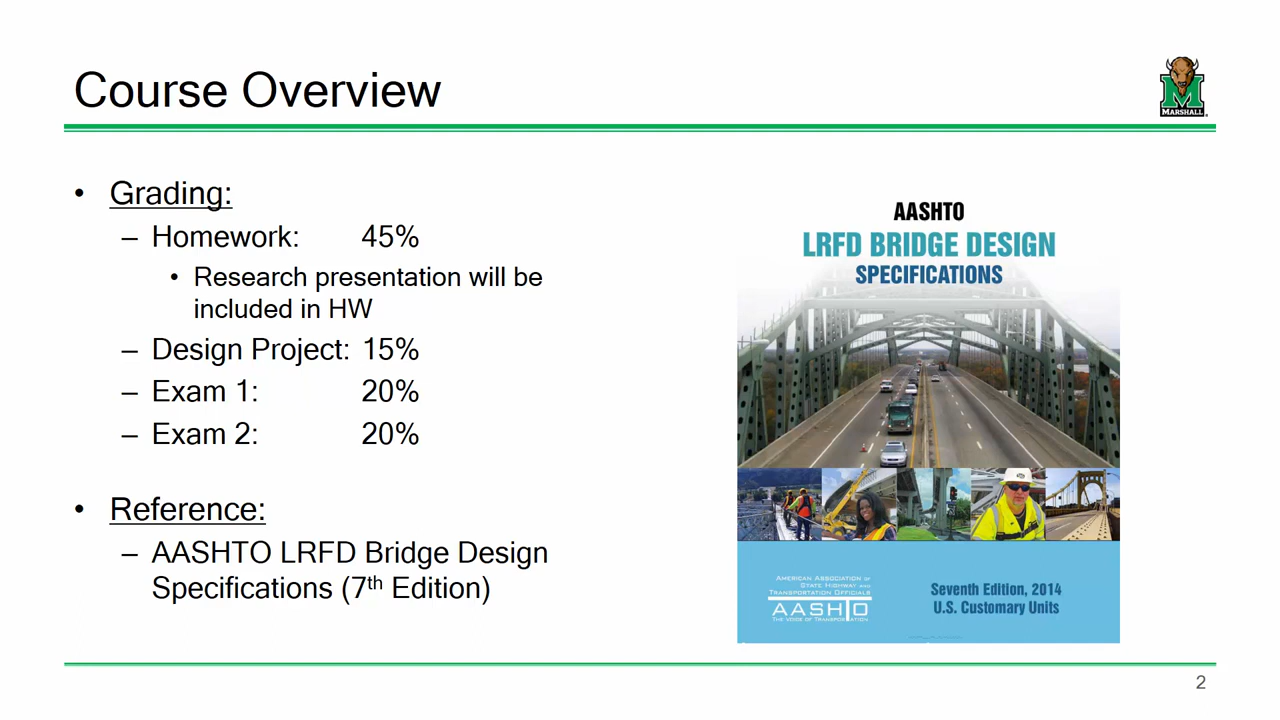 Course Overview
MARSHALL
• Grading:
– Homework: 45%
• Research presentation will be
included in HW
– Design Project: 15%
– Exam 1: 20%
– Exam 2: 20%
• Reference:
– AASHTO LRFD Bridge Design
Specifications (7th Edition)
AASHTO
LRFD BRIDGE DESIGN
SPECIFICATIONS
AMERICAN ASSOCIATION OF
STATE HIGHWAY AND
TRANSPORTATION OFFICIALS
AASHTO
THE VOICE OF TRANSPORTATION
Seventh Edition, 2014
U.S. Customary Units
2